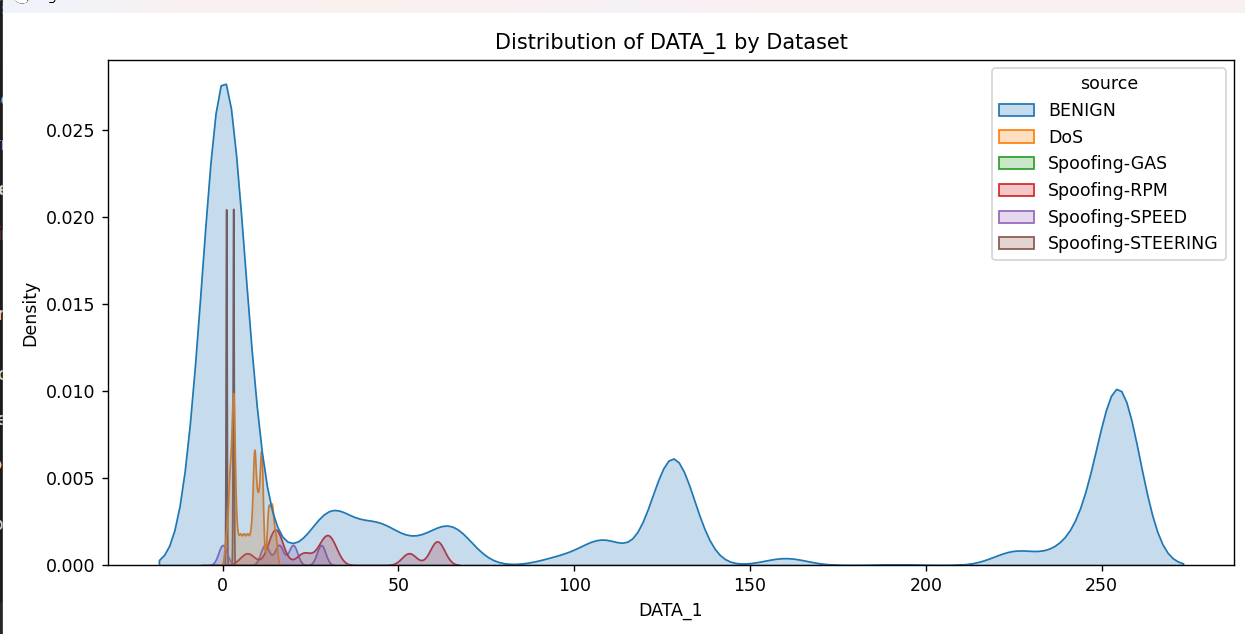 Distribution of DATA_1 by Dataset
source
BENIGN
DoS
Spoofing-GAS
Spoofing-RPM
Spoofing-SPEED
Spoofing-STEERING
Density
0.025
0.020
0.015
0.010
0.005
0.000
0 50 100 150 200 250
DATA_1